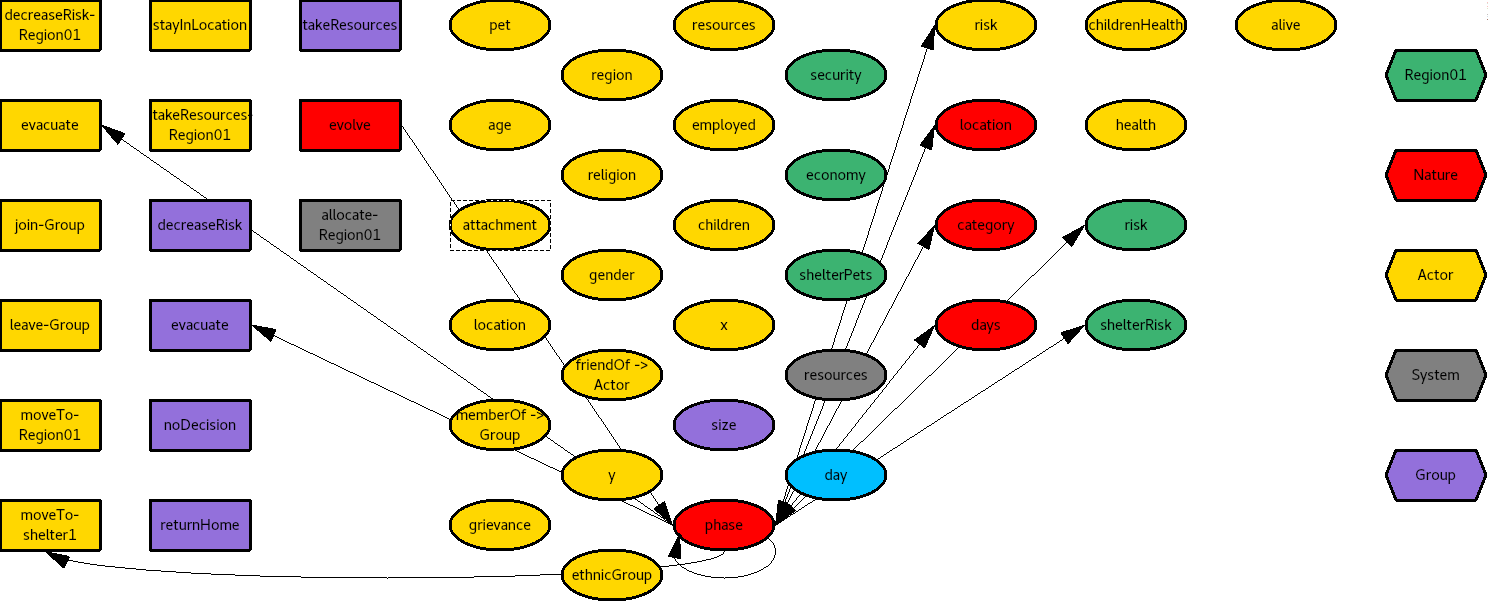 decreaseRisk-
Region01
stayInLocation
takeResources
pet
resources
risk
childrenHealth
alive
region
security
Region01
evacuate
takeResources-
Region01
evolve
age
employed
location
health
religion
economy
Nature
join-Group
decreaseRisk
allocate-
Region01
attachment
children
category
risk
gender
shelterPets
Actor
leave-Group
evacuate
location
x
days
shelterRisk
friendOf ->
Actor
resources
System
moveTo-
Region01
noDecision
memberOf ->
Group
size
y
day
Group
moveTo-
shelter1
returnHome
grievance
phase
ethnicGroup